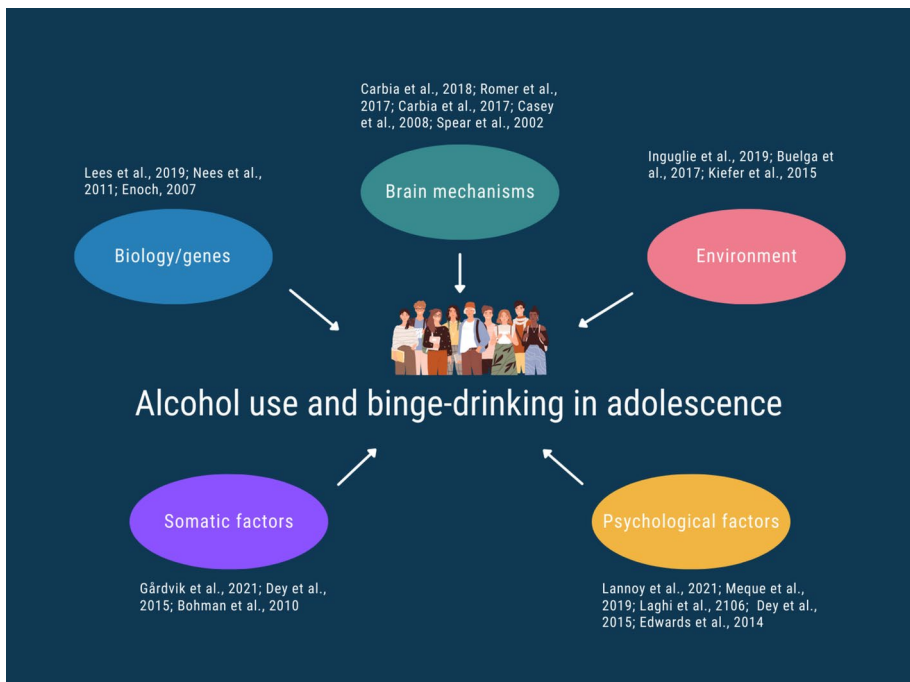 Carbia et al., 2018; Romer et al.,
2017; Carbia et al., 2017; Casey
et al., 2008; Spear et al., 2002
Brain mechanisms
Lees et al., 2019; Nees et al.,
2011; Enoch, 2007
Biology/genes
Inguglie et al., 2019; Buelga et
al., 2017; Kiefer et al., 2015
Environment
Alcohol use and binge-drinking in adolescence
Somatic factors
Gårdvik et al., 2021; Dey et al.,
2015; Bohman et al., 2010
Psychological factors
Lannoy et al., 2021; Meque et al.,
2019; Laghi et al., 2106; Dey et al.,
2015; Edwards et al., 2014